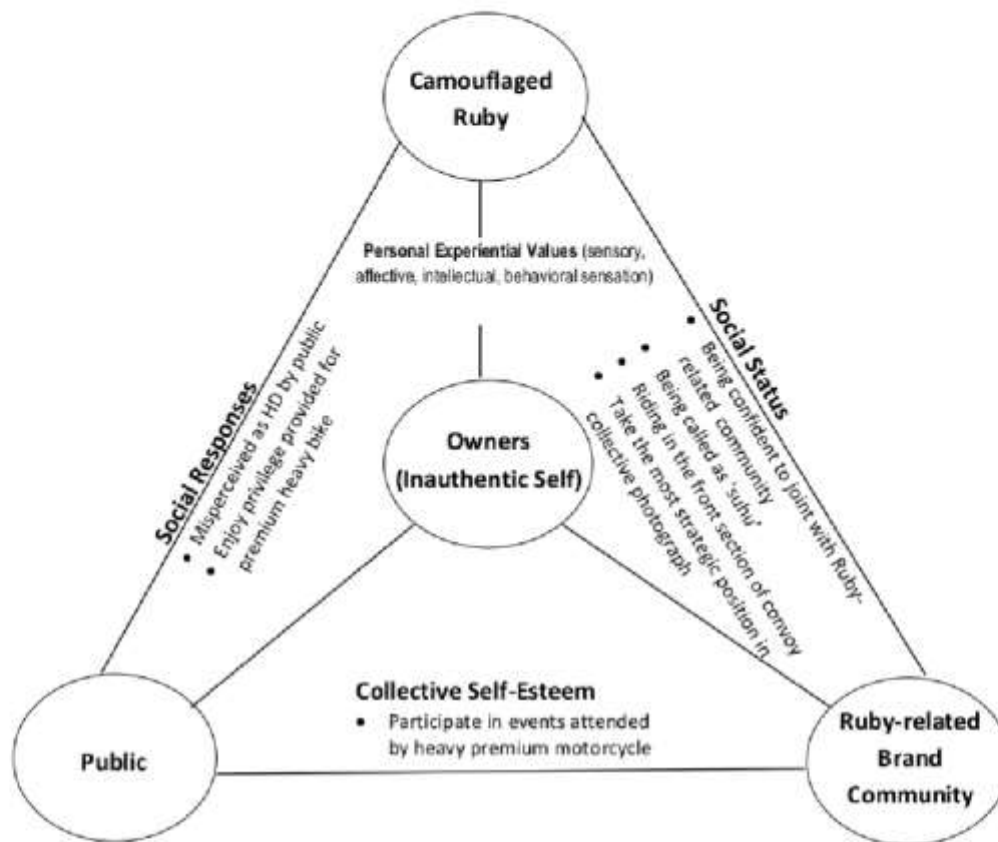 Camouflaged
Ruby
Personal Experiential Values (sensory,
affective, intellectual, behavioral sensation)
Social Responses
• Misperceived as HD by public
• Enjoy privilege provided for
premium heavy bike
Social Status
• Being confident to joint with Ruby-
related community
• Being called as 'suhu'
• Riding in the front section of convoy
• Take the most strategic position in
collective photograph
Owners
(Inauthentic Self)
Collective Self-Esteem
• Participate in events attended
by heavy premium motorcycle
Public
Ruby-related
Brand
Community